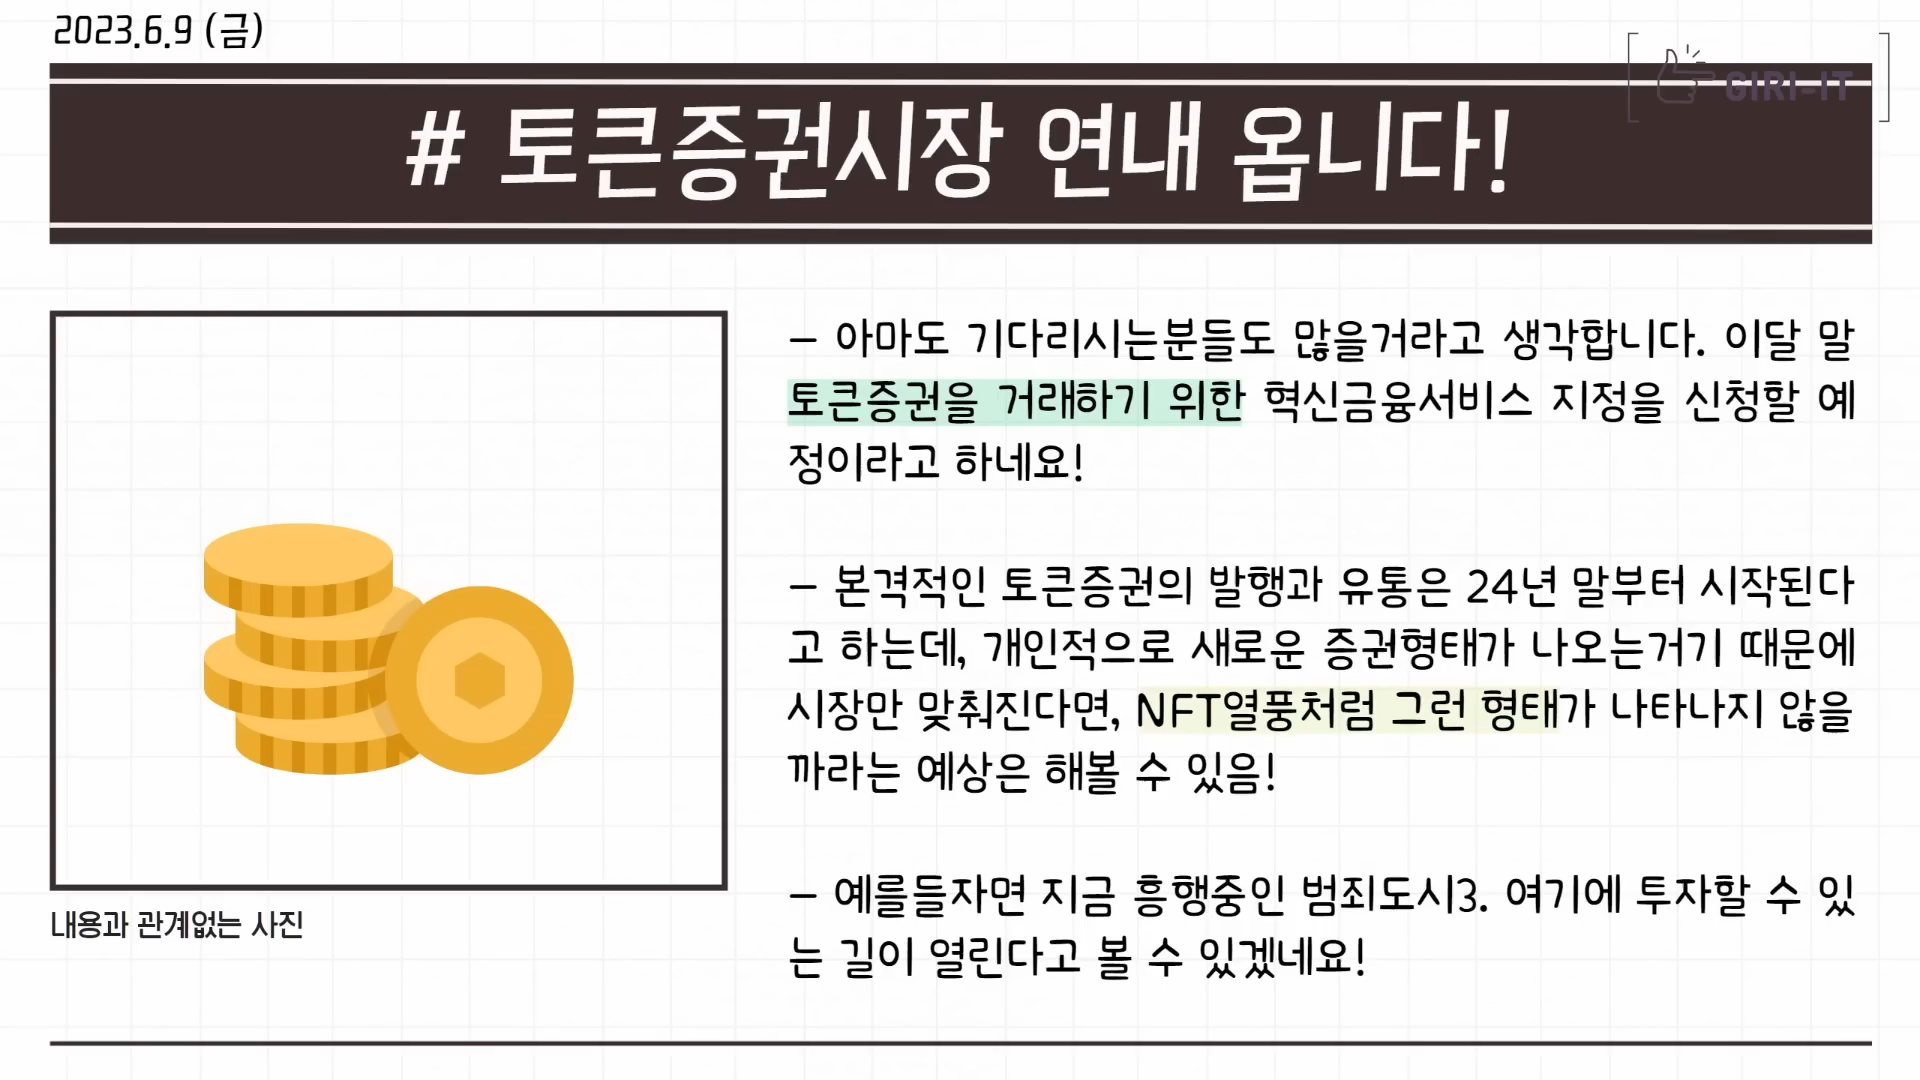 2023.6.9 (금)
GIRI-IT
# 토큰증권시장 연내 옵니다!
- 아마도 기다리시는분들도 많을거라고 생각합니다. 이달 말
토큰증권을 거래하기 위한 혁신금융서비스 지정을 신청할 예
정이라고 하네요!
- 본격적인 토큰증권의 발행과 유통은 24년 말부터 시작된다
고 하는데, 개인적으로 새로운 증권형태가 나오는거기 때문에
시장만 맞춰진다면, NFT열풍처럼 그런 형태가 나타나지 않을
까라는 예상은 해볼 수 있음!
- 예를들자면 지금 흥행중인 범죄도시3. 여기에 투자할 수 있
는 길이 열린다고 볼 수 있겠네요!
내용과 관계없는 사진